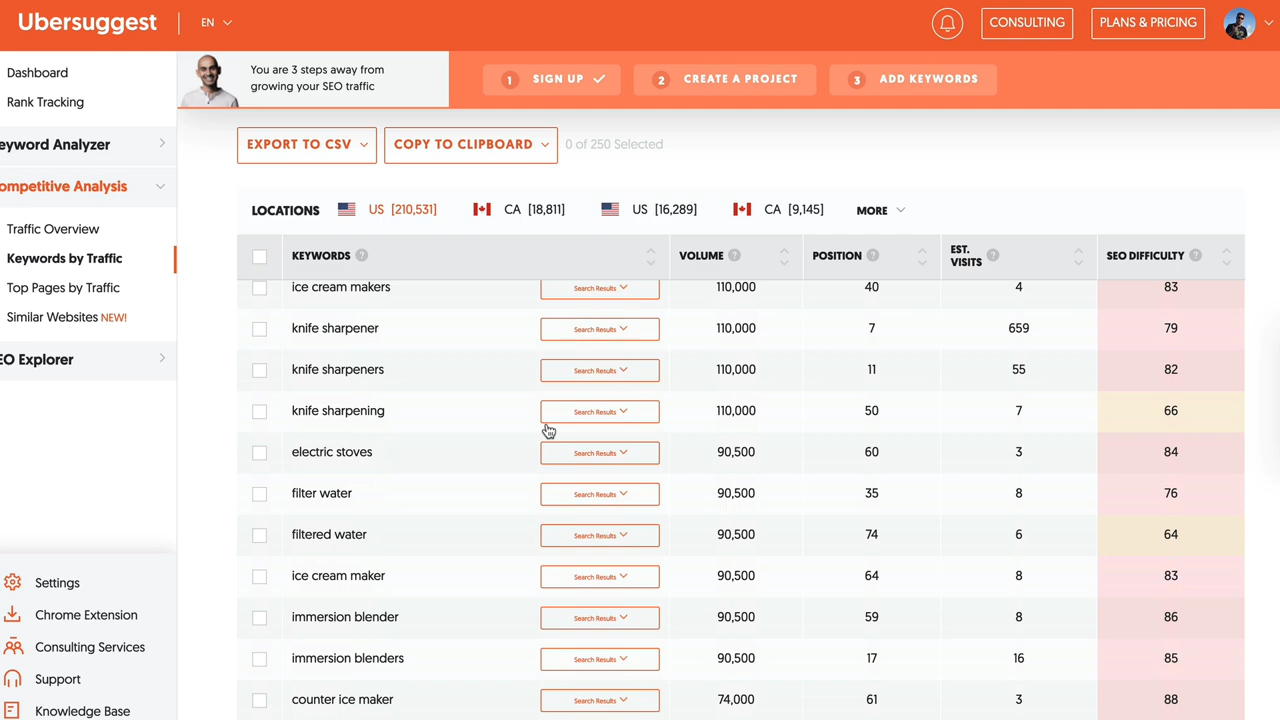 Ubersuggest
EN
CONSULTING
PLANS & PRICING
Dashboard
Rank Tracking
eyword Analyzer
ompetitive Analysis
Traffic Overview
Keywords by Traffic
Top Pages by Traffic
Similar Websites NEW!
EO Explorer
Settings
Chrome Extension
Consulting Services
Support
Knowledge Base
You are 3 steps away from
growing your SEO traffic
1 SIGN UP
2 CREATE A PROJECT
3 ADD KEYWORDS
EXPORT TO CSV
COPY TO CLIPBOARD
0 of 250 Selected
LOCATIONS US [210,531] CA [18,811] US [16,289] CA [9,145] MORE
KEYWORDS ? VOLUME ? POSITION ? EST. VISITS ? SEO DIFFICULTY ?
ice cream makers Search Results 110,000 40 4 83
knife sharpener Search Results 110,000 7 659 79
knife sharpeners Search Results 110,000 11 55 82
knife sharpening Search Results 110,000 50 7 66
electric stoves Search Results 90,500 60 3 84
filter water Search Results 90,500 35 8 76
filtered water Search Results 90,500 74 6 64
ice cream maker Search Results 90,500 64 8 83
immersion blender Search Results 90,500 59 8 86
immersion blenders Search Results 90,500 17 16 85
counter ice maker Search Results 74,000 61 3 88